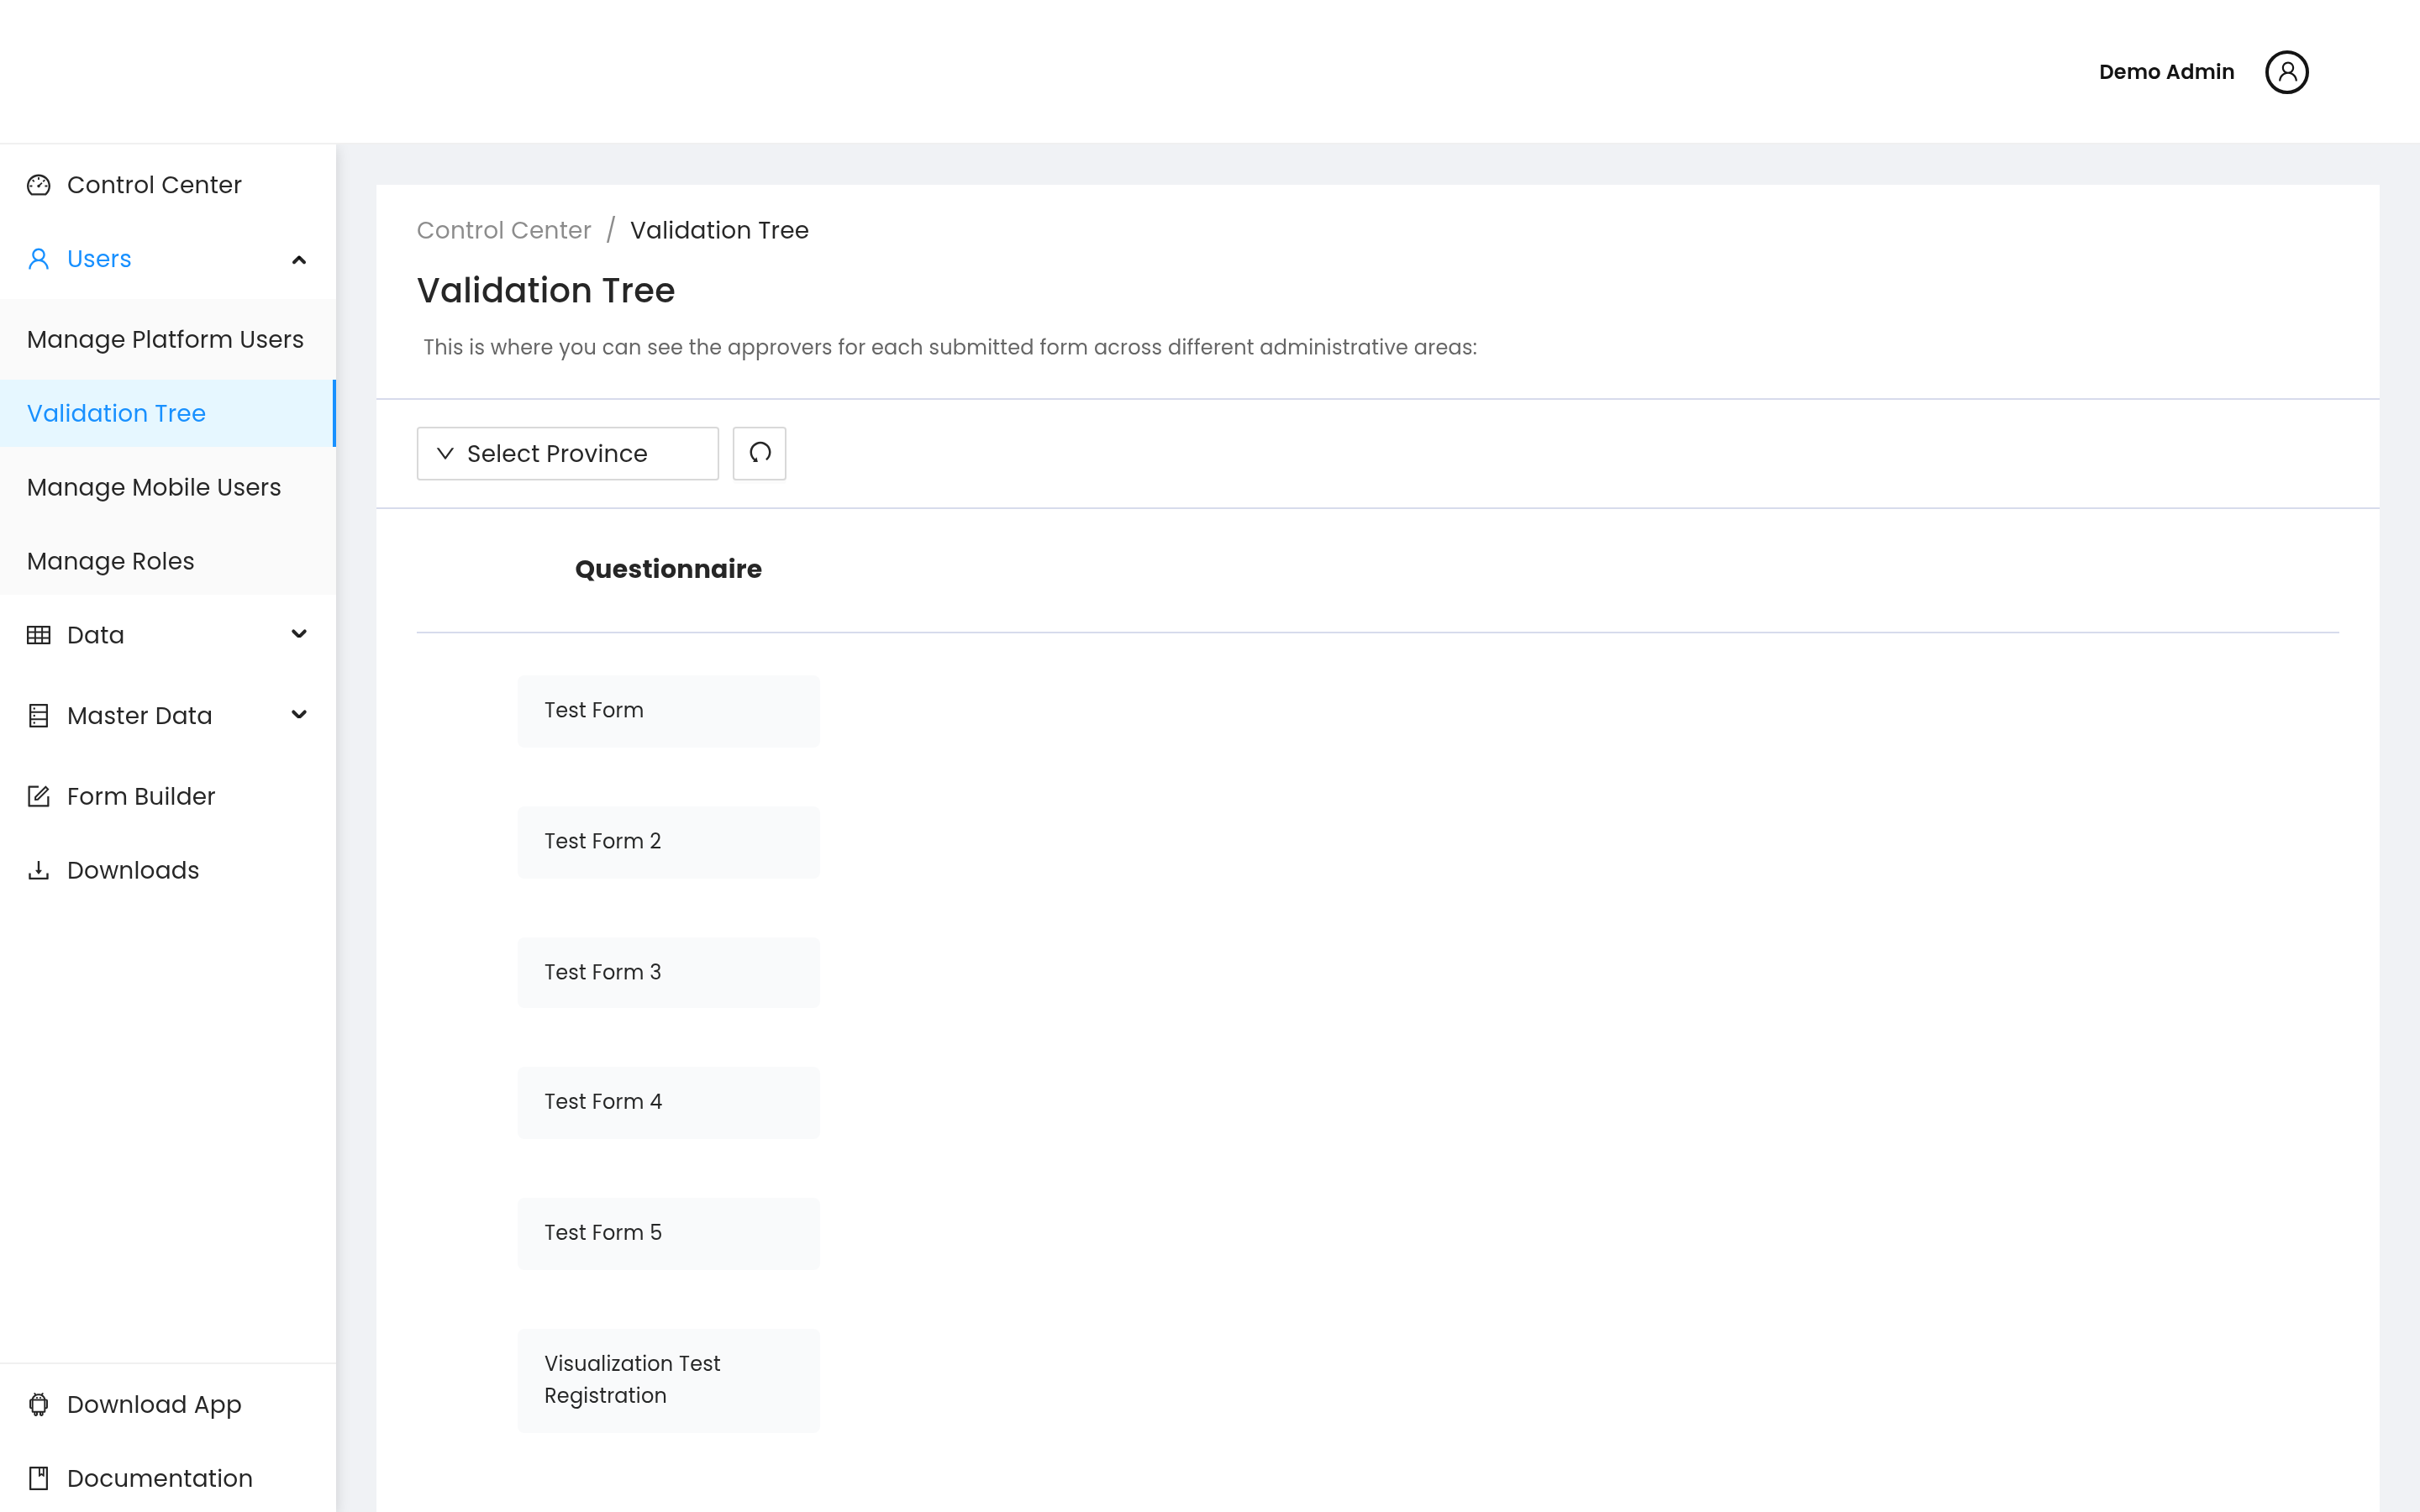 Demo Admin
Control Center
Users
Manage Platform Users
Validation Tree
Manage Mobile Users
Manage Roles
Data
Master Data
Form Builder
Downloads
Download App
Documentation
Control Center / Validation Tree
Validation Tree
This is where you can see the approvers for each submitted form across different administrative areas:
Select Province
Questionnaire
Test Form
Test Form 2
Test Form 3
Test Form 4
Test Form 5
Visualization Test
Registration